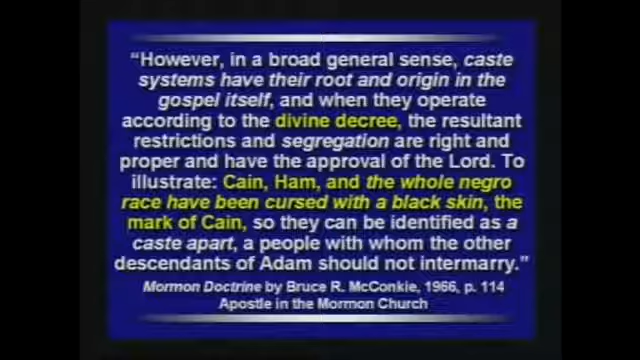 “However, in a broad general sense, caste
systems have their root and origin in the
gospel itself, and when they operate
according to the divine decree, the resultant
restrictions and segregation are right and
proper and have the approval of the Lord. To
illustrate: Cain, Ham, and the whole negro
race have been cursed with a black skin, the
mark of Cain, so they can be identified as a
caste apart, a people with whom the other
descendants of Adam should not intermarry.”
Mormon Doctrine by Bruce R. McConkie, 1966, p. 114
Apostle in the Mormon Church